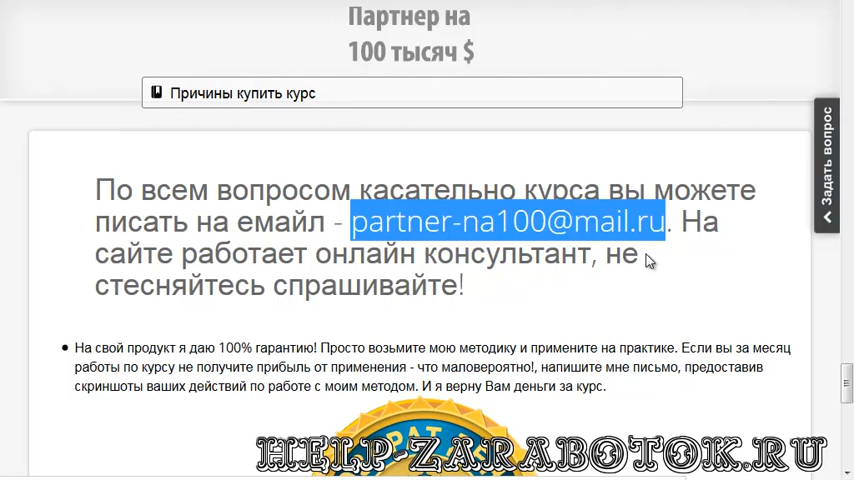 Партнер на
100 тысяч $
Причины купить курс
Задать вопрос
По всем вопросом касательно курса вы можете
писать на емайл - partner-na100@mail.ru. На
сайте работает онлайн консультант, не
стесняйтесь спрашивайте!
На свой продукт я даю 100% гарантию! Просто возьмите мою методику и примените на практике. Если вы за месяц
работы по курсу не получите прибыль от применения - что маловероятно!, напишите мне письмо, предоставив
скриншоты ваших действий по работе с моим методом. И я верну Вам деньги за курс.
HELP-ZARABOTOK.RU